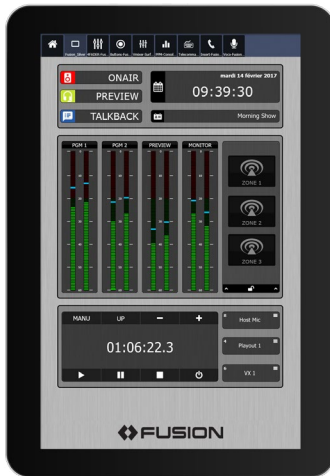 ONAIR
PREVIEW
TALKBACK
mardi 14 février 2017
09:39:30
Morning Show
PGM 1
PGM 2
PREVIEW
MONITOR
ZONE 1
ZONE 2
ZONE 3
MANU
UP
01:06:22.3
Host Mic
Playout 1
VX 1
FUSION